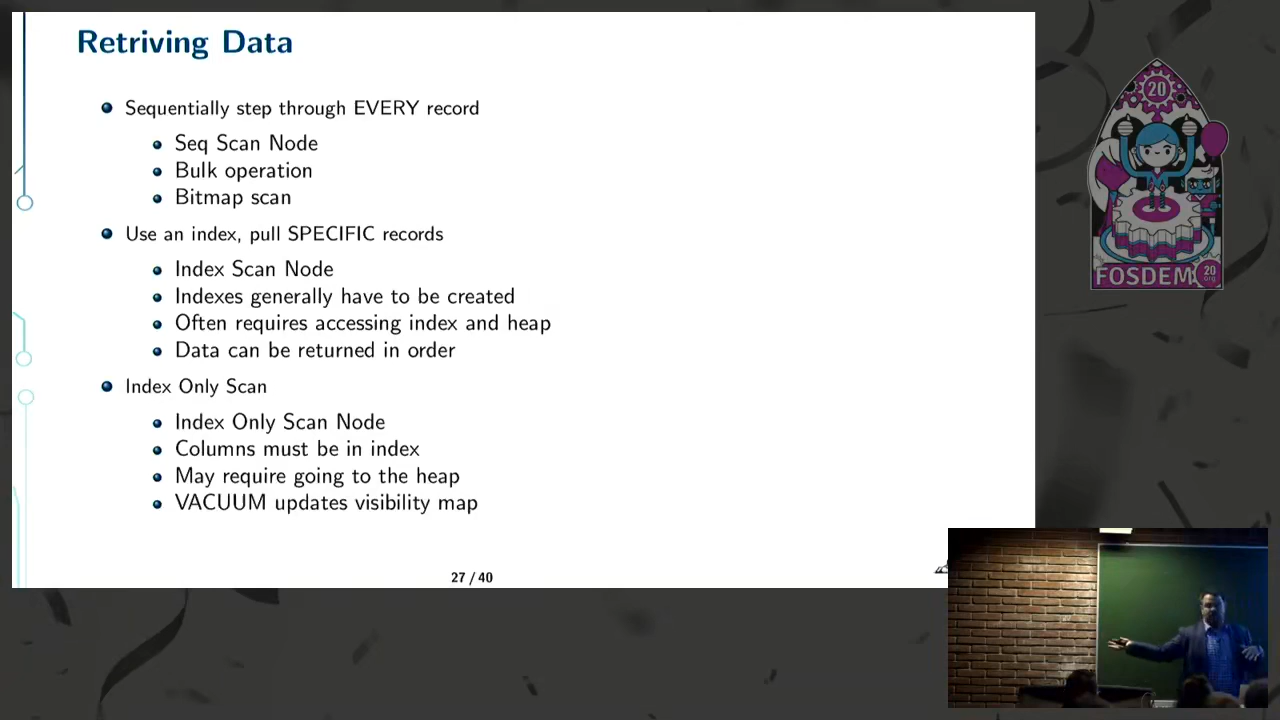 Retriving Data
Sequentially step through EVERY record
Seq Scan Node
Bulk operation
Bitmap scan
Use an index, pull SPECIFIC records
Index Scan Node
Indexes generally have to be created
Often requires accessing index and heap
Data can be returned in order
Index Only Scan
Index Only Scan Node
Columns must be in index
May require going to the heap
VACUUM updates visibility map
27 / 40
20
FOSDEM
20
org